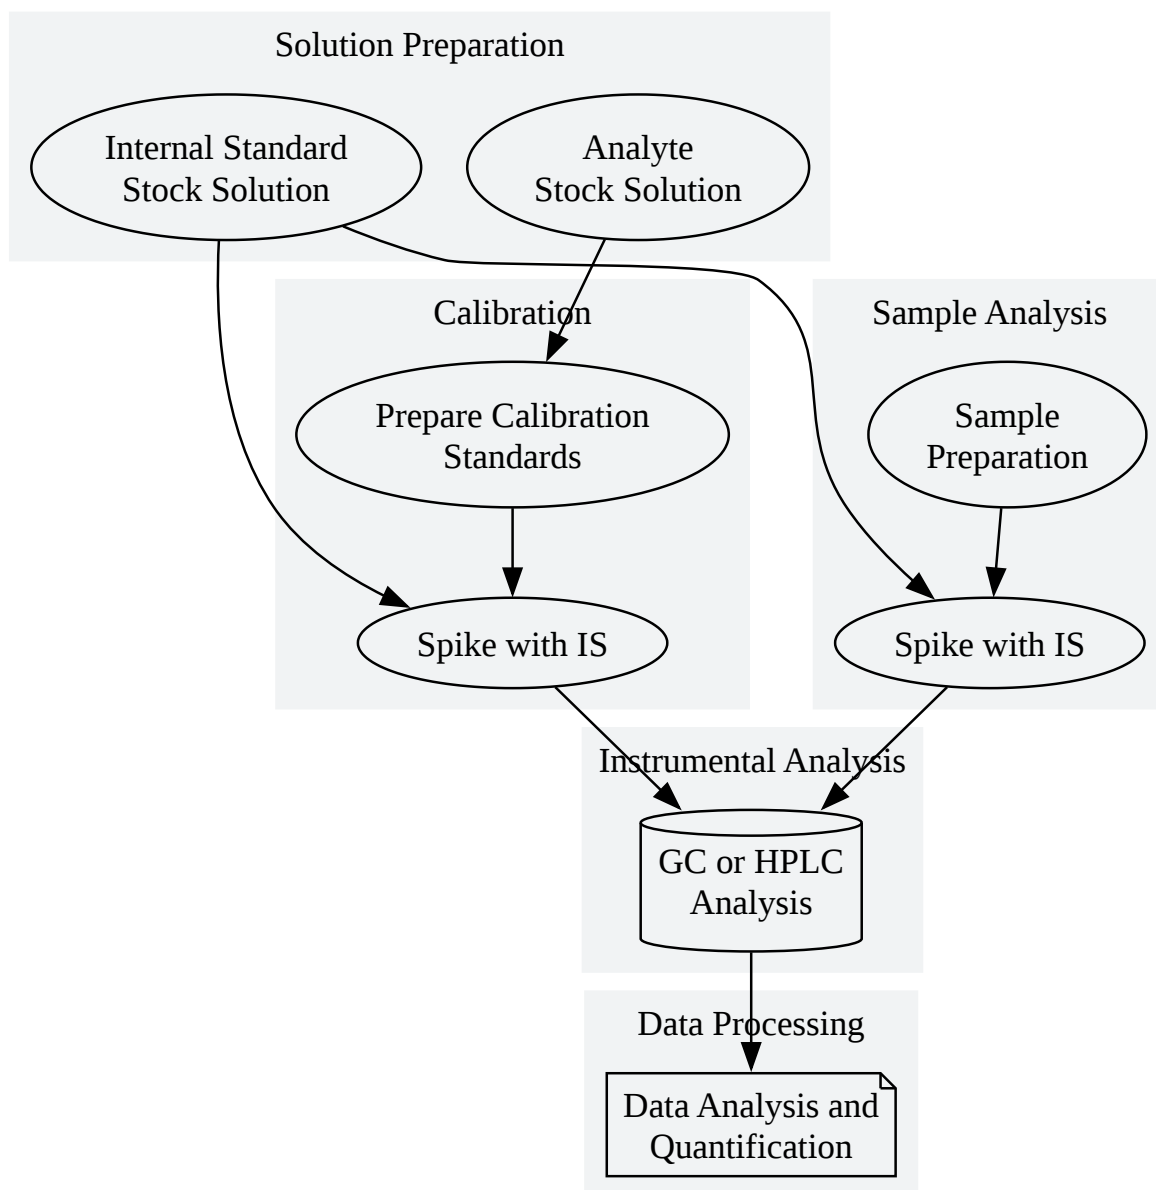 Solution Preparation
Internal Standard
Stock Solution
Analyte
Stock Solution
Calibration
Sample Analysis
Prepare Calibration
Standards
Sample
Preparation
Spike with IS
Spike with IS
Instrumental Analysis
GC or HPLC
Analysis
Data Processing
Data Analysis and
Quantification